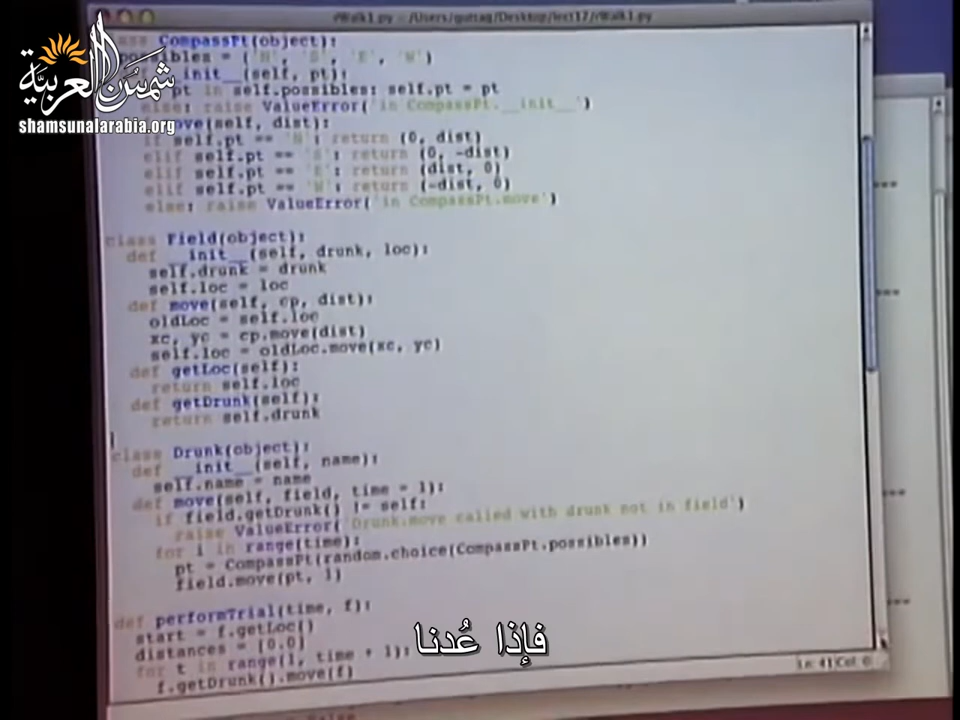 rWalk1.py - /Users/guttag/Desktop/lect17/rWalk1.py
شمس العربية
shamsunalarabia.org
CompassPt(object):
= ('N', 'S', 'E', 'W')
init__(self, pt):
pt in self.possibles: self.pt = pt
else: raise ValueError('in CompassPt.__init__')
move(self, dist):
if self.pt == 'N': return (0, dist)
elif self.pt == 'S': return (0, -dist)
elif self.pt == 'E': return (dist, 0)
elif self.pt == 'W': return (-dist, 0)
else: raise ValueError('in CompassPt.move')
class Field(object):
def __init__(self, drunk, loc):
self.drunk = drunk
self.loc = loc
def move(self, cp, dist):
oldLoc = self.loc
xc, yc = cp.move(dist)
self.loc = oldLoc.move(xc, yc)
def getLoc(self):
return self.loc
def getDrunk(self):
return self.drunk
class Drunk(object):
def __init__(self, name):
self.name = name
def move(self, field, time = 1):
if field.getDrunk() != self:
raise ValueError('Drunk.move called with drunk not in field')
for i in range(time):
pt = CompassPt(random.choice(CompassPt.possibles))
field.move(pt, 1)
def performTrial(time, f):
start = f.getLoc()
distances = [0.0]
for t in range(1, time + 1):
f.getDrunk().move(f)
Ln: 41 Col: 0
فإذا عُدنا